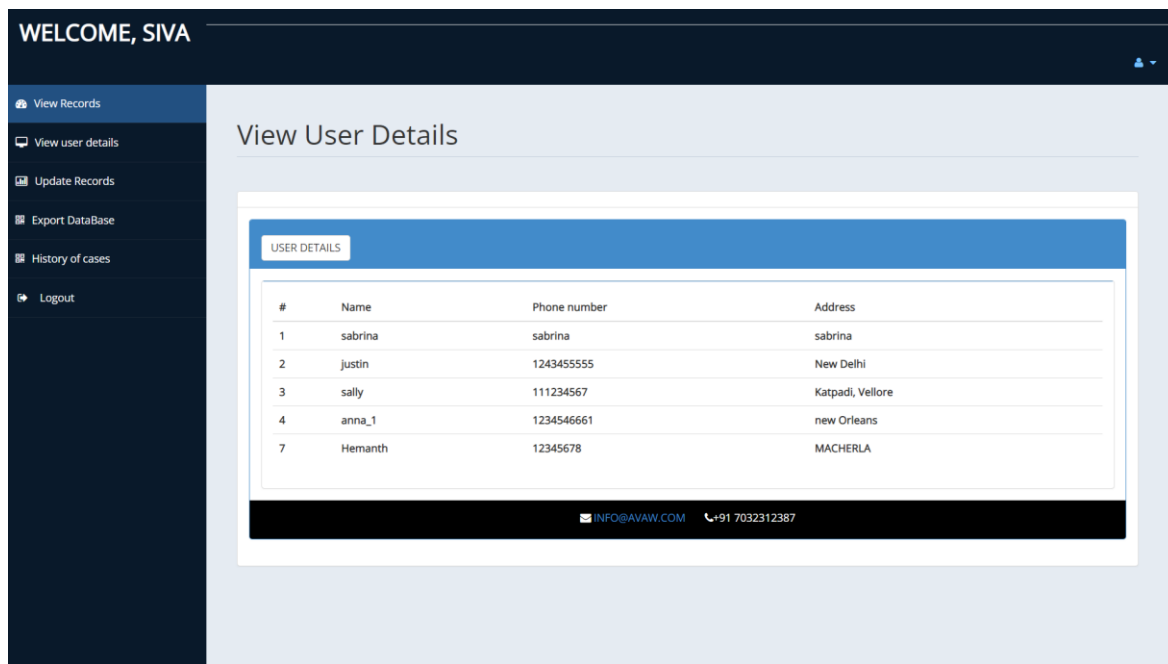 WELCOME, SIVA
View Records
View user details
Update Records
Export DataBase
History of cases
Logout
View User Details
USER DETAILS
# Name Phone number Address
1 sabrina sabrina sabrina
2 justin 1243455555 New Delhi
3 sally 111234567 Katpadi, Vellore
4 anna_1 1234546661 new Orleans
7 Hemanth 12345678 MACHERLA
INFO@AVAW.COM +91 7032312387